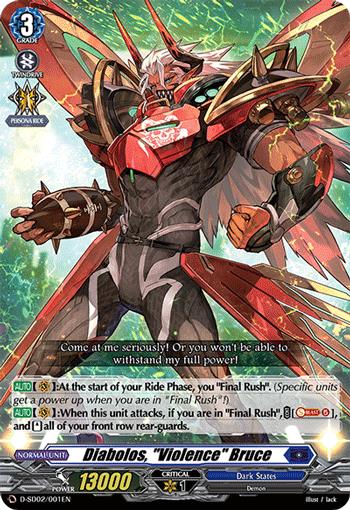 3
GRADE
TWINDRIVE
PERSONA RIDE
Come at me seriously! Or you won't be able to
withstand my full power!
AUTO [ ]:At the start of your Ride Phase, you "Final Rush". (Specific units
get a power up when you are in "Final Rush"!)
AUTO [ ]:When this unit attacks, if you are in "Final Rush", [ BLAST 5],
and [ ] all of your front row rear-guards.
NORMAL UNIT
Diabolos, "Violence" Bruce
POWER 13000
CRITICAL
1
Dark States
Demon
D-SD02/001EN
illust / lack